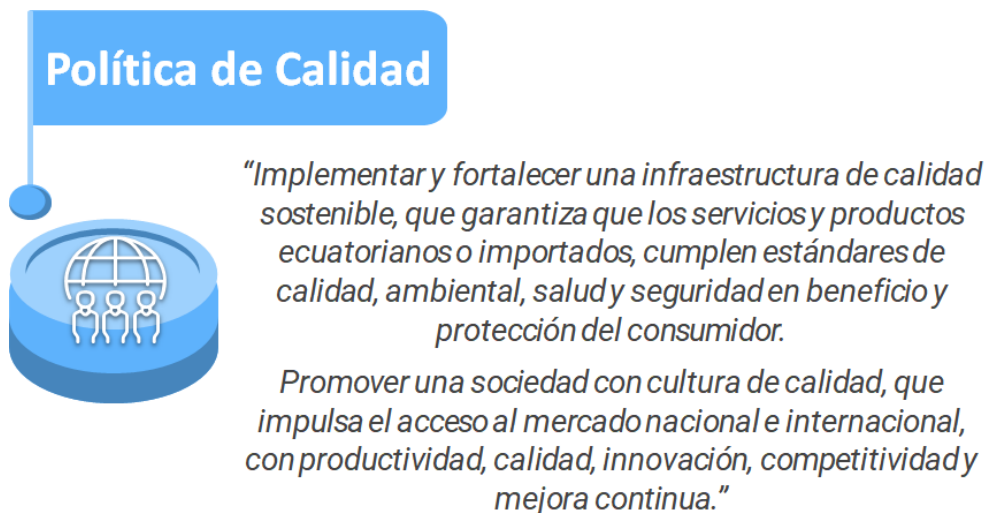 Política de Calidad
“Implementar y fortalecer una infraestructura de calidad
sostenible, que garantiza que los servicios y productos
ecuatorianos o importados, cumplen estándares de
calidad, ambiental, salud y seguridad en beneficio y
protección del consumidor.
Promover una sociedad con cultura de calidad, que
impulsa el acceso al mercado nacional e internacional,
con productividad, calidad, innovación, competitividad y
mejora continua.”